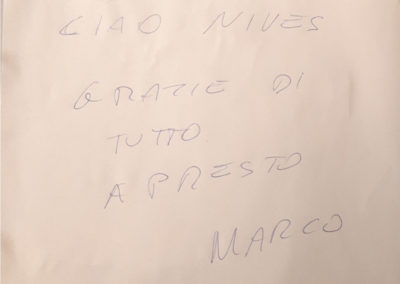 CIAO NIVES
GRAZIE DI
TUTTO.
A PRESTO
MARCO